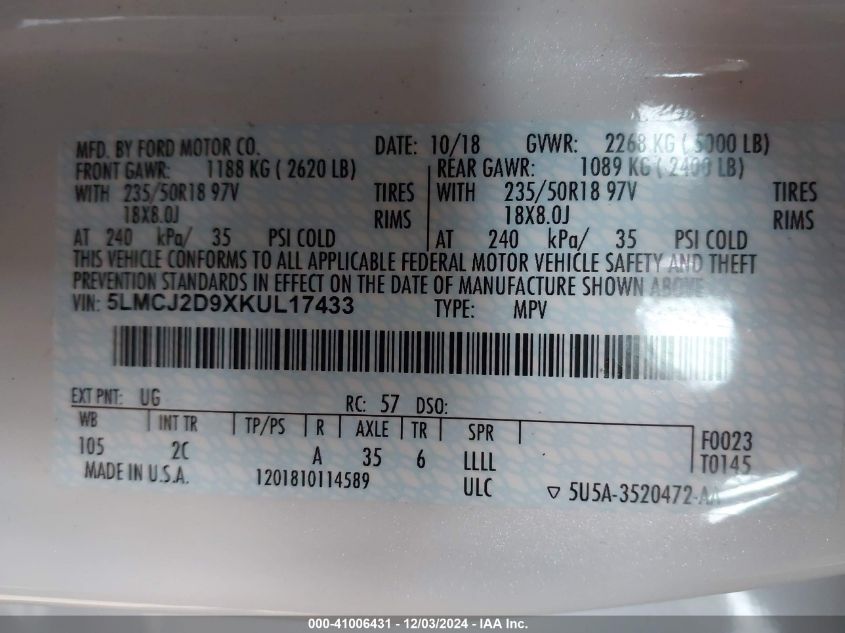 MFD. BY FORD MOTOR CO. DATE: 10/18 GVWR: 2268 KG ( 5000 LB)
FRONT GAWR: 1188 KG ( 2620 LB) REAR GAWR: 1089 KG ( 2400 LB)
WITH 235/50R18 97V TIRES WITH 235/50R18 97V TIRES
18X8.0J RIMS 18X8.0J RIMS
AT 240 kPa/ 35 PSI COLD AT 240 kPa/ 35 PSI COLD
THIS VEHICLE CONFORMS TO ALL APPLICABLE FEDERAL MOTOR VEHICLE SAFETY AND THEFT
PREVENTION STANDARDS IN EFFECT ON THE DATE OF MANUFACTURE SHOWN ABOVE
VIN: 5LMCJ2D9XKUL17433 TYPE: MPV
EXT PNT: UG RC: 57 DSO:
WB INT TR TP/PS R AXLE TR SPR
105 2C A 35 6 LLLL
F0023
T0145
MADE IN U.S.A. 1201810114589 ULC ▽ 5U5A-3520472-AA
000-41006431 - 12/03/2024 - IAA Inc.